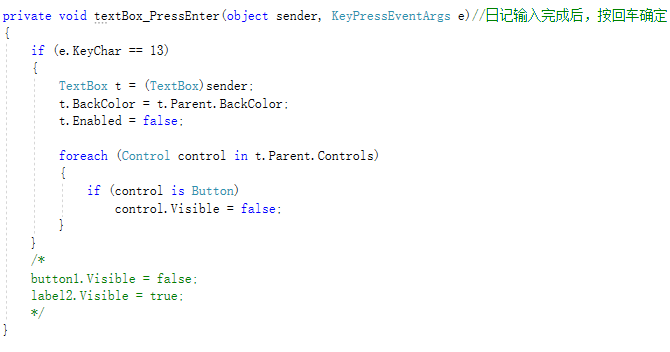 private void textBox_PressEnter(object sender, KeyPressEventArgs e)//日记输入完成后，按回车确定
{
if (e.KeyChar == 13)
{
TextBox t = (TextBox)sender;
t.BackColor = t.Parent.BackColor;
t.Enabled = false;
foreach (Control control in t.Parent.Controls)
{
if (control is Button)
control.Visible = false;
}
}
/*
button1.Visible = false;
label2.Visible = true;
*/
}